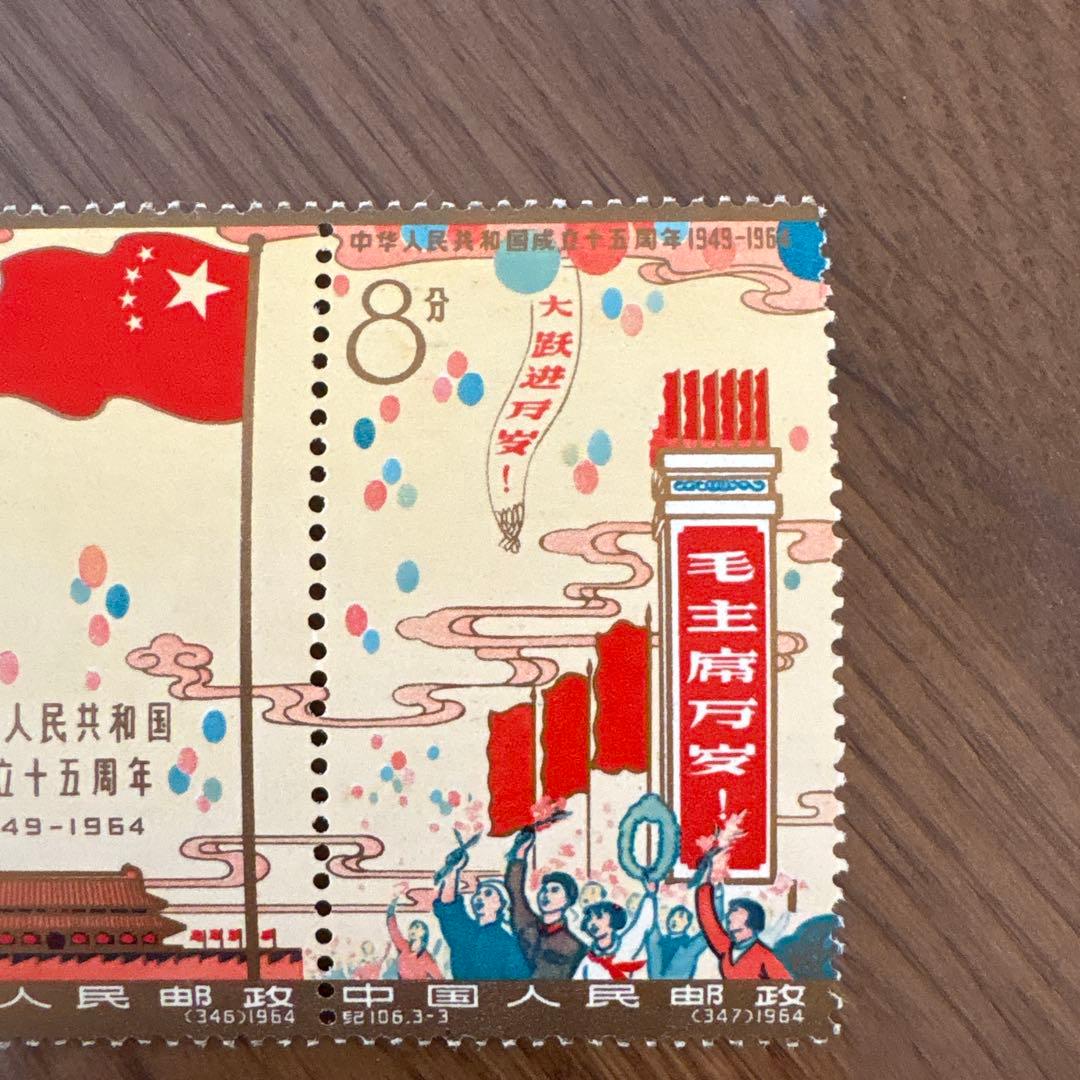 中华人民共和国成立十五周年1949-1964
8分
大跃进万岁！
毛主席万岁！
人民共和国
立十五周年
49-1964
人民邮政
(346)1964
中国人民邮政
纪106.3-3
(347)1964